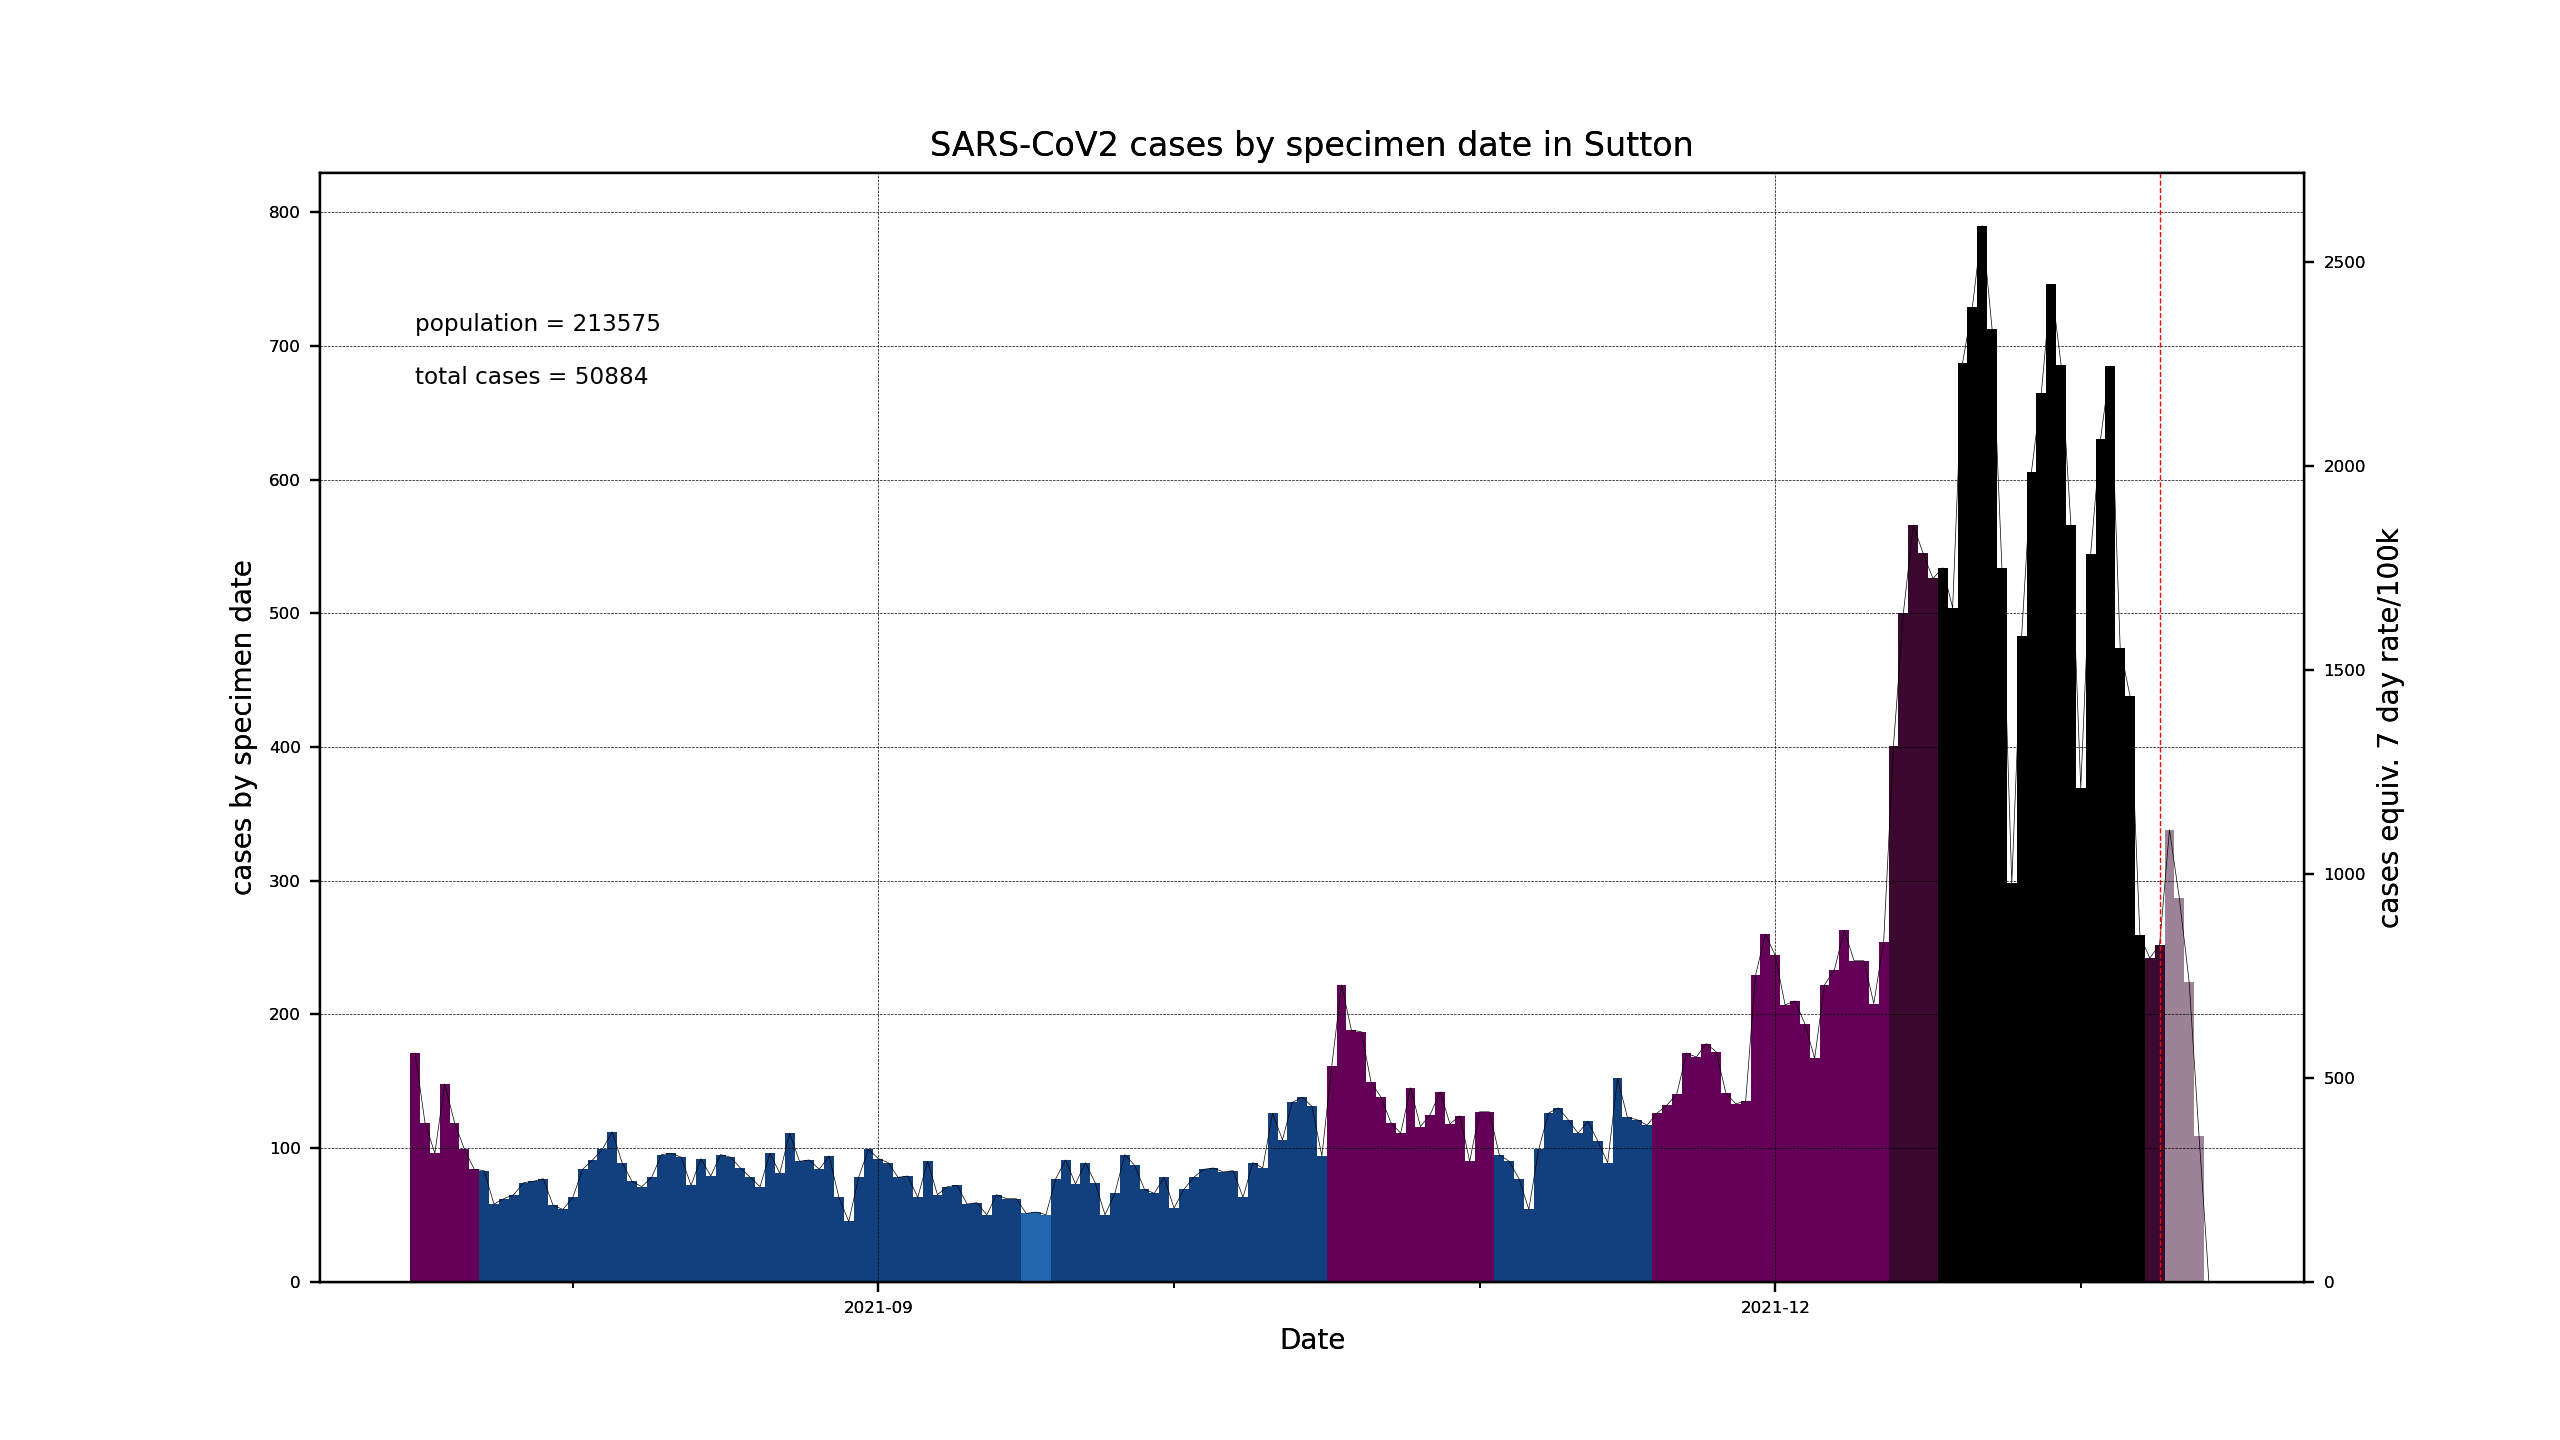 SARS-CoV2 cases by specimen date in Sutton
population = 213575
total cases = 50884
cases by specimen date
800
700
600
500
400
300
200
100
0
2500
2000
1500
1000
500
0
cases equiv. 7 day rate/100k
2021-09
2021-12
Date